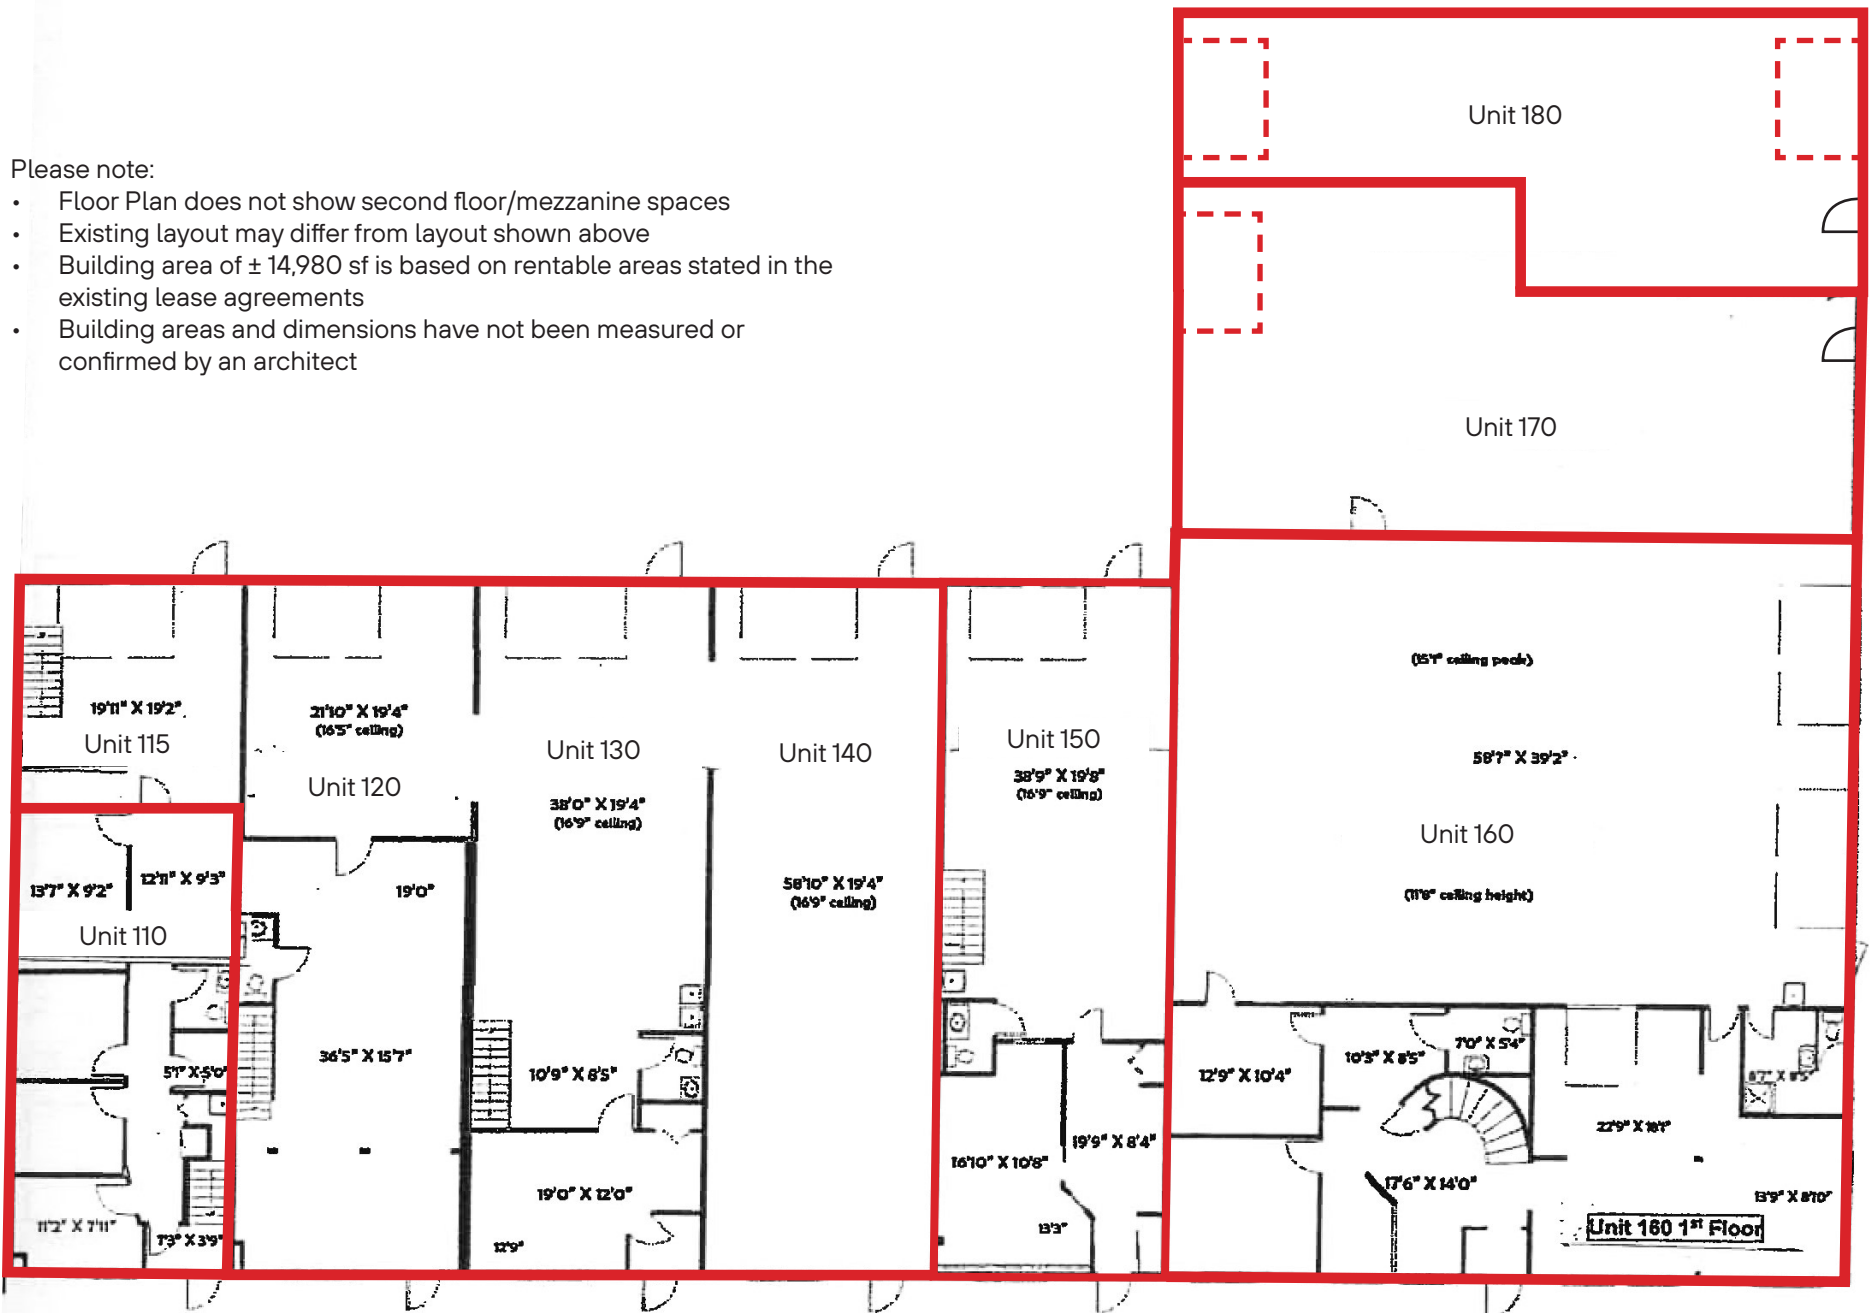 Unit 180
Please note:
• Floor Plan does not show second floor/mezzanine spaces
• Existing layout may differ from layout shown above
• Building area of ± 14,980 sf is based on rentable areas stated in the
existing lease agreements
• Building areas and dimensions have not been measured or
confirmed by an architect
Unit 170
(15'1" ceiling peak)
19'11" X 19'2"
Unit 115
21'10" X 19'4"
(16'5" ceiling)
Unit 120
Unit 130
38'0" X 19'4"
(16'9" ceiling)
Unit 140
58'10" X 19'4"
(16'9" ceiling)
Unit 150
38'9" X 19'8"
(16'9" ceiling)
58'7" X 39'2"
Unit 160
(11'8" ceiling height)
13'7" X 9'2"
12'11" X 9'3"
Unit 110
19'0"
5'1" X 5'0"
36'5" X 15'7"
10'9" X 8'5"
12'9" X 10'4"
10'3" X 8'5"
7'0" X 5'4"
22'9" X 18'1"
19'9" X 8'4"
16'10" X 10'8"
19'0" X 12'0"
17'6" X 14'0"
13'9" X 8'10"
11'2" X 7'11"
7'3" X 3'9"
12'9"
13'3"
Unit 160 1st Floor